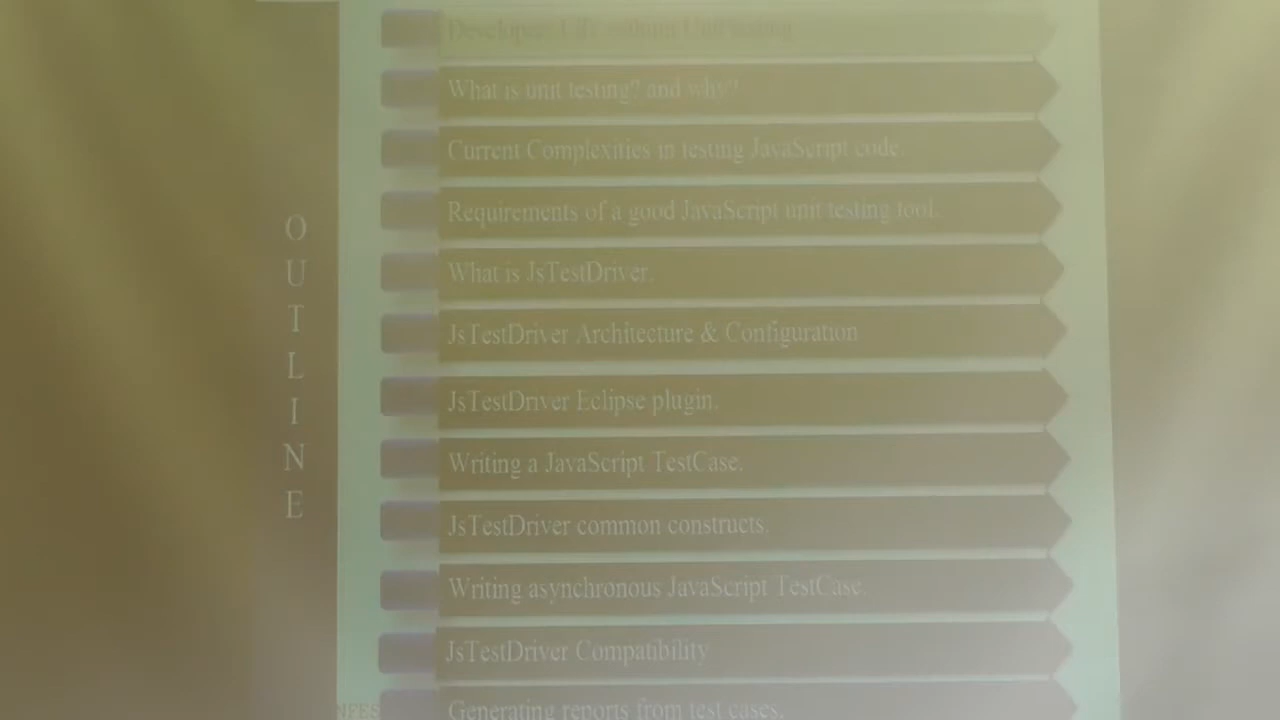 OUTLINE
What is unit testing? and why?
Current Complexities in testing JavaScript code.
Requirements of a good JavaScript unit testing tool.
What is JsTestDriver.
JsTestDriver Architecture & Configuration
JsTestDriver Eclipse plugin.
Writing a JavaScript TestCase.
JsTestDriver common constructs.
Writing asynchronous JavaScript TestCase.
JsTestDriver Compatibility
Generating reports from test cases.